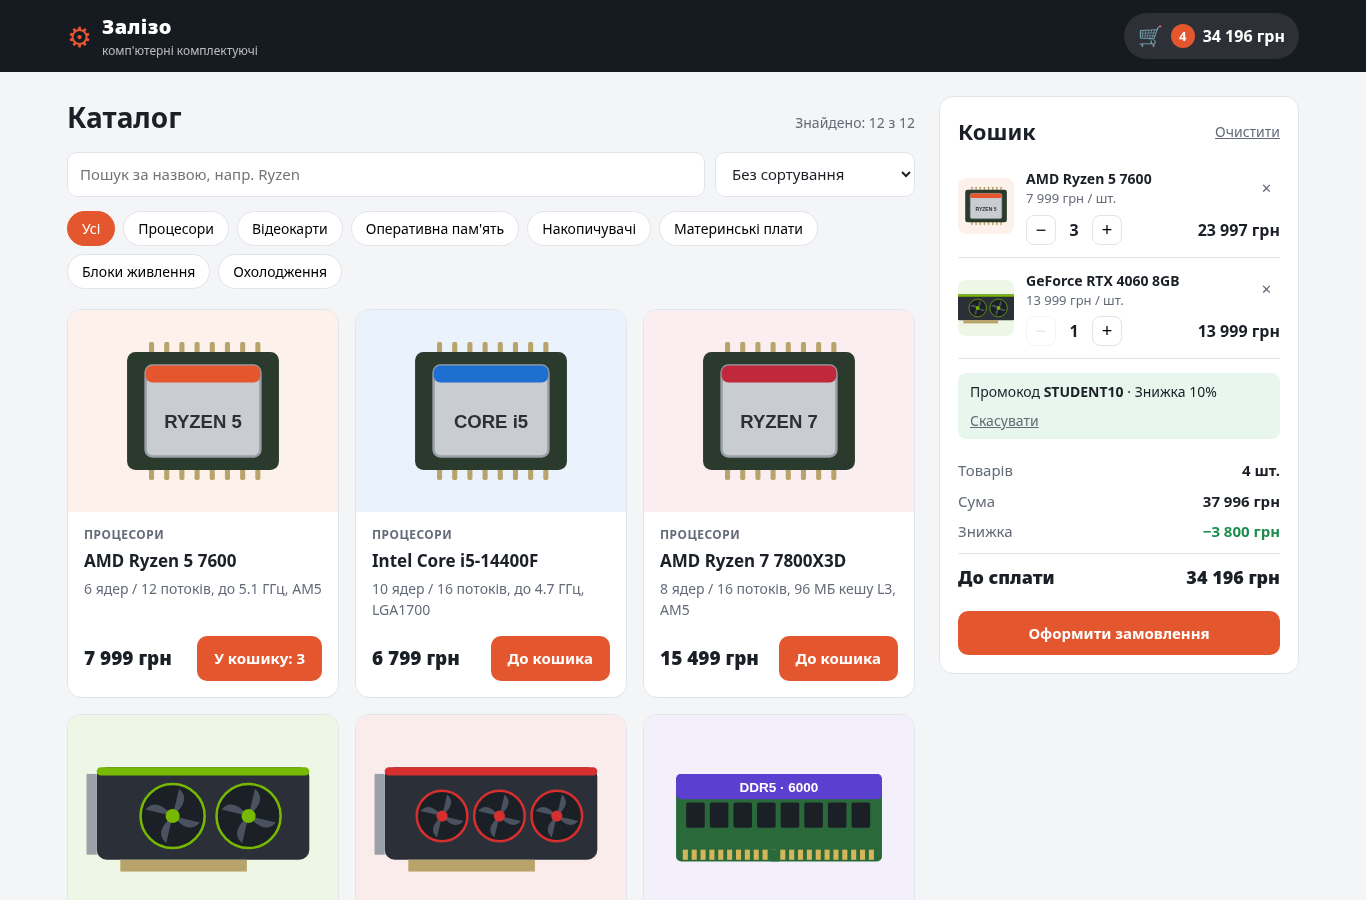 Залізо
комп'ютерні комплектуючі
4 34 196 грн
Каталог
Знайдено: 12 з 12
Пошук за назвою, напр. Ryzen
Без сортування
Усі Процесори Відеокарти Оперативна пам'ять Накопичувачі Материнські плати
Блоки живлення Охолодження
RYZEN 5
ПРОЦЕСОРИ
AMD Ryzen 5 7600
6 ядер / 12 потоків, до 5.1 ГГц, AM5
7 999 грн
У кошику: 3
CORE i5
ПРОЦЕСОРИ
Intel Core i5-14400F
10 ядер / 16 потоків, до 4.7 ГГц,
LGA1700
6 799 грн
До кошика
RYZEN 7
ПРОЦЕСОРИ
AMD Ryzen 7 7800X3D
8 ядер / 16 потоків, 96 МБ кешу L3,
AM5
15 499 грн
До кошика
DDR5 · 6000
Кошик
Очистити
RYZEN 5
AMD Ryzen 5 7600
×
7 999 грн / шт.
− 3 +
23 997 грн
GeForce RTX 4060 8GB
×
13 999 грн / шт.
− 1 +
13 999 грн
Промокод STUDENT10 · Знижка 10%
Скасувати
Товарів 4 шт.
Сума 37 996 грн
Знижка −3 800 грн
До сплати 34 196 грн
Оформити замовлення